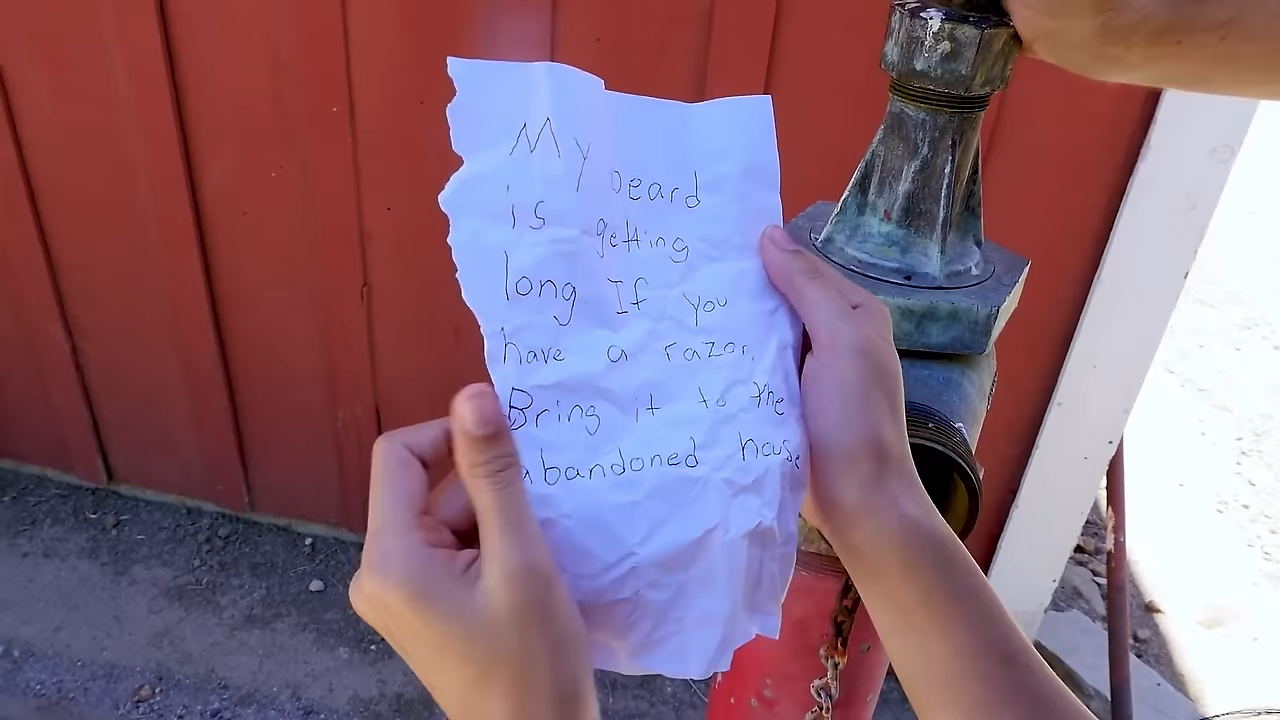 My beard
is getting
long If you
have a razor.
Bring it to the
abandoned house